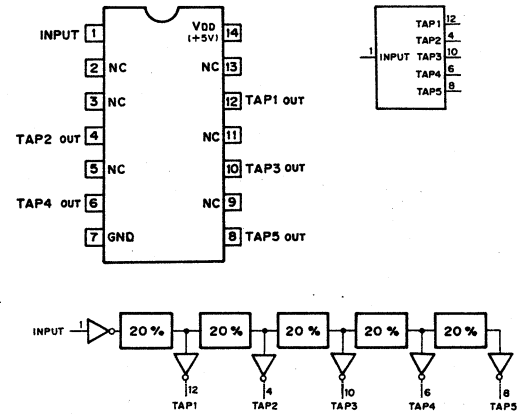 INPUT 1 VDD (+5V) 14
2 NC NC 13
3 NC 12 TAP1 OUT
TAP2 OUT 4 NC 11
5 NC 10 TAP3 OUT
TAP4 OUT 6 NC 9
7 GND 8 TAP5 OUT
TAP1 12
TAP2 4
1 INPUT TAP3 10
TAP4 6
TAP5 8
INPUT 1 20% 20% 20% 20% 20%
12 4 10 6 8
TAP1 TAP2 TAP3 TAP4 TAP5